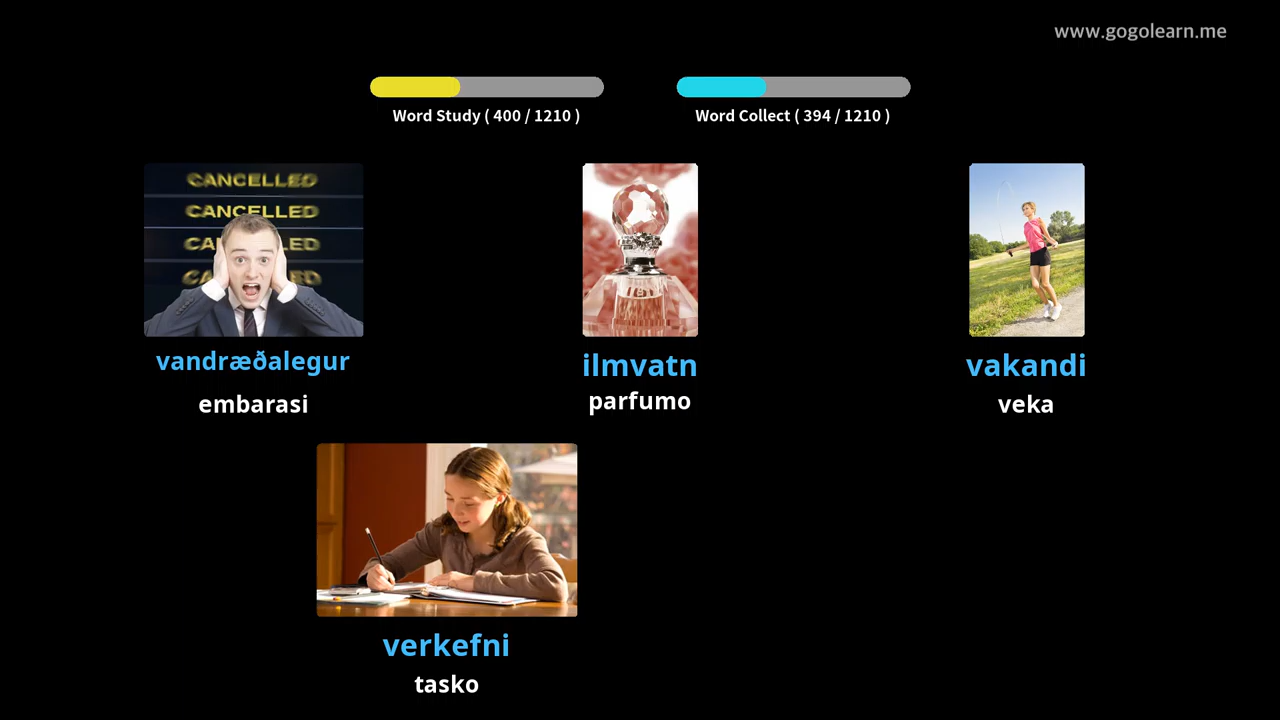 www.gogolearn.me
Word Study ( 400 / 1210 )
Word Collect ( 394 / 1210 )
CANCELLED
CANCELLED
vandræðalegur
ilmvatn
vakandi
embarasi
parfumo
veka
verkefni
tasko